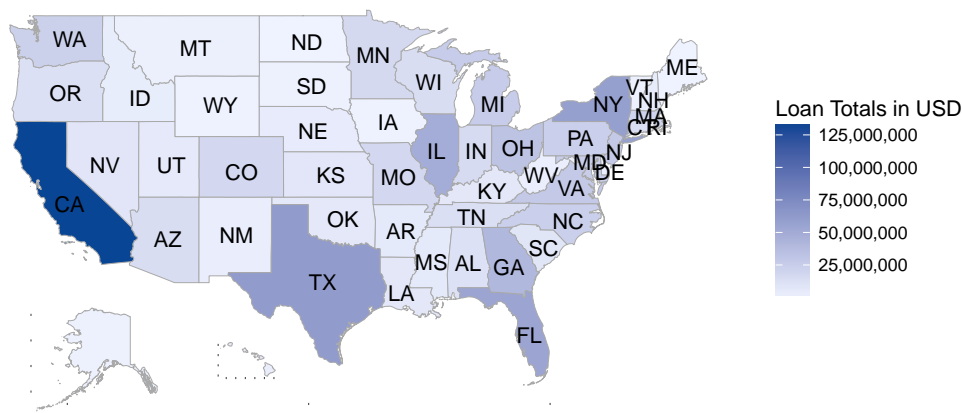 WA
MT
ND
MN
ME
OR
ID
SD
WI
MI
VT
NH
NY
MA
WY
IA
CT
RI
NV
UT
CO
NE
IL
IN
OH
PA
NJ
CA
KS
MO
KY
WV
MD
DE
VA
AZ
NM
OK
AR
TN
NC
TX
LA
MS
AL
GA
SC
FL
Loan Totals in USD
125,000,000
100,000,000
75,000,000
50,000,000
25,000,000